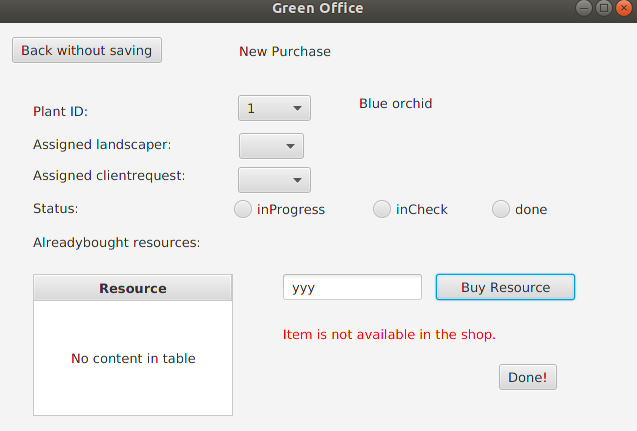 Green Office
Back without saving
New Purchase
Plant ID:
1
Blue orchid
Assigned landscaper:
Assigned clientrequest:
Status:
inProgress
inCheck
done
Alreadybought resources:
Resource
yyy
Buy Resource
Item is not available in the shop.
No content in table
Done!